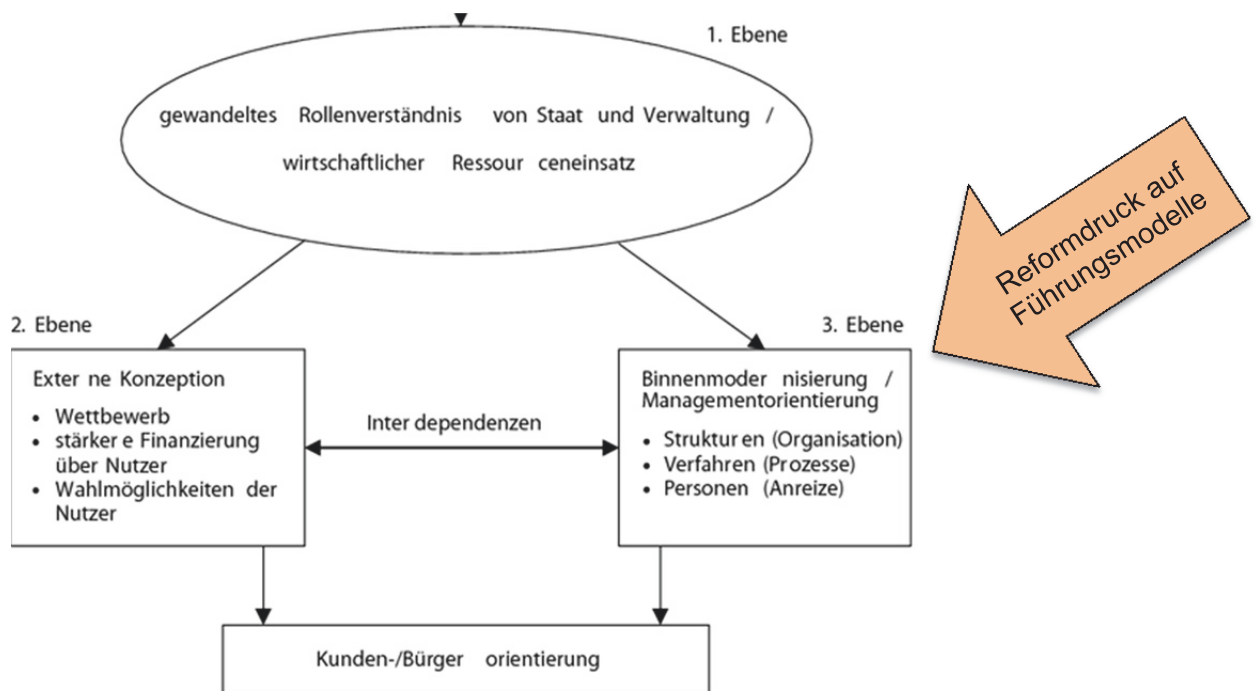 1. Ebene
gewandeltes Rollenverständnis von Staat und Verwaltung /
wirtschaftlicher Ressour ceneinsatz
Reformdruck auf
Führungsmodelle
2. Ebene
3. Ebene
Exter ne Konzeption
• Wettbewerb
• stärker e Finanzierung
über Nutzer
• Wahlmöglichkeiten der
Nutzer
Inter dependenzen
Binnenmoder nisierung /
Managementorientierung
• Struktur en (Organisation)
• Verfahren (Prozesse)
• Personen (Anreize)
Kunden-/Bürger orientierung